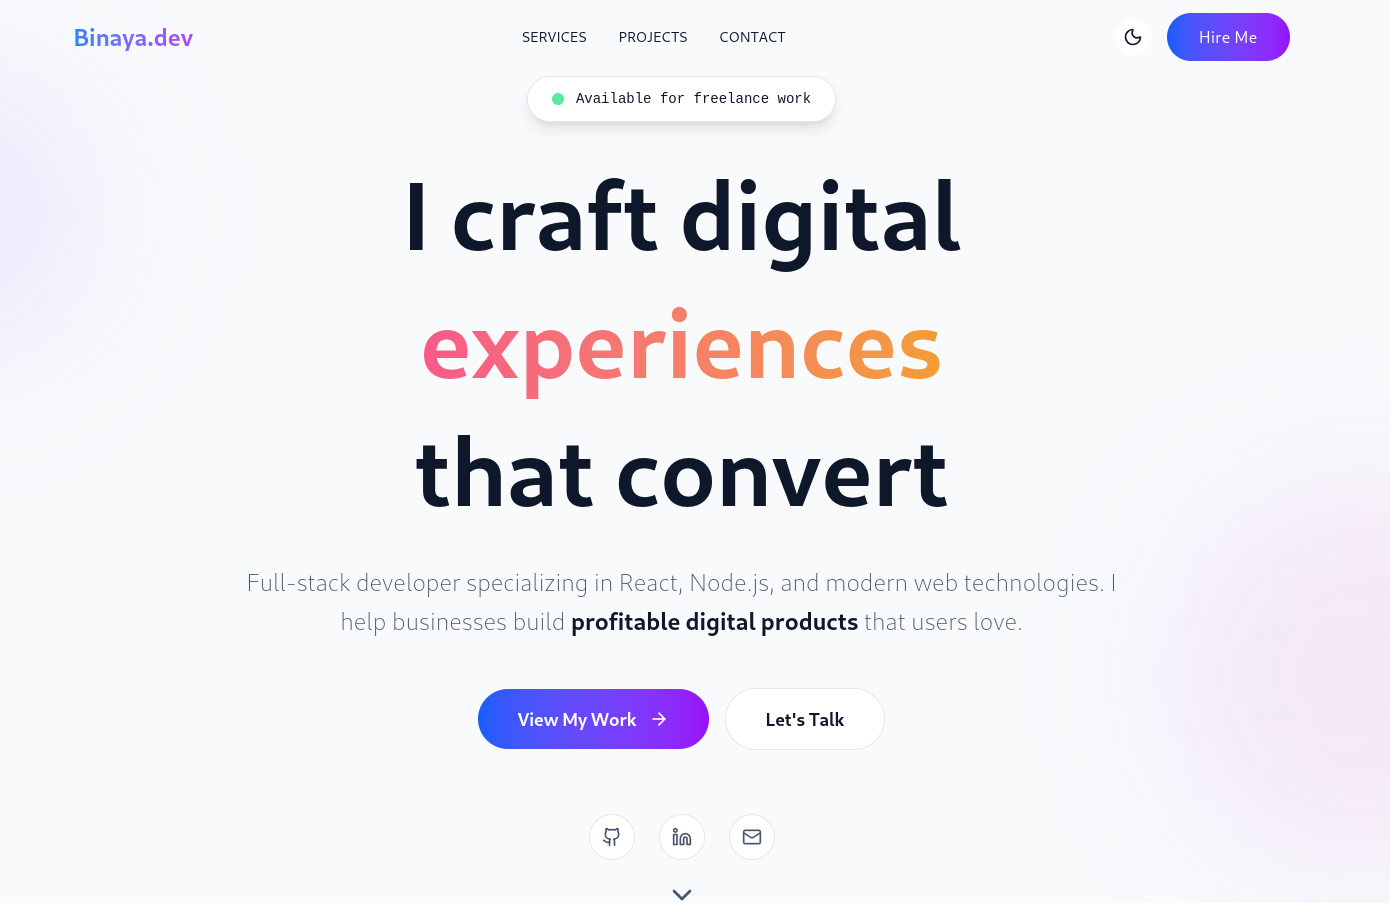 Binaya.dev
SERVICES
PROJECTS
CONTACT
Hire Me
Available for freelance work
I craft digital
experiences
that convert
Full-stack developer specializing in React, Node.js, and modern web technologies. I
help businesses build profitable digital products that users love.
View My Work
Let's Talk